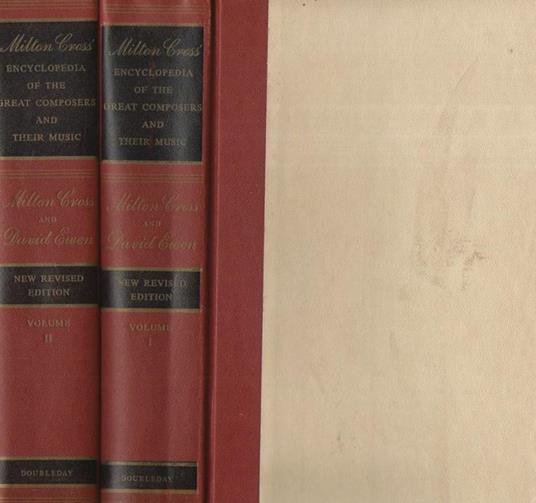 Milton Cross'
ENCYCLOPEDIA
OF THE
GREAT COMPOSERS
AND
THEIR MUSIC
Milton Cross
AND
David Ewen
NEW REVISED
EDITION
VOLUME
II
DOUBLEDAY
Milton Cross'
ENCYCLOPEDIA
OF THE
GREAT COMPOSERS
AND
THEIR MUSIC
Milton Cross
AND
David Ewen
NEW REVISED
EDITION
VOLUME
I
DOUBLEDAY